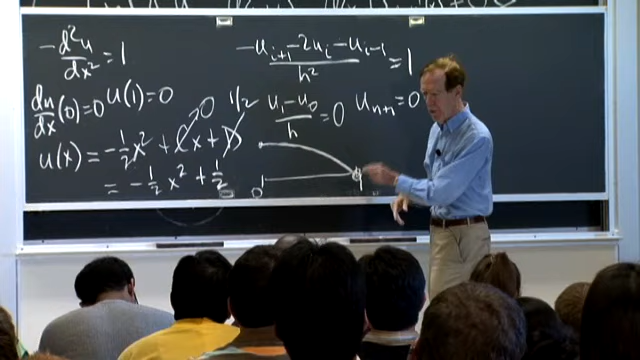 -d²u/dx² = 1
du/dx (0) = 0 u(1) = 0
u(x) = -1/2 x² + Cx + D
0
1/2
= -1/2 x² + 1/2
-u_{i+1} - 2u_i - u_{i-1} / h² = 1
u_1 - u_0 / h = 0 u_{n+1} = 0
0
1